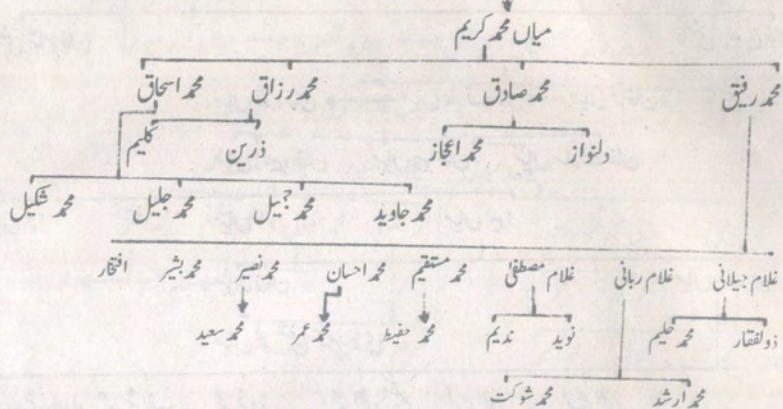 میاں محمد کریم
محمد رفیق محمد صادق محمد رزاق محمد اسحاق
دلنواز محمد اعجاز ذرین کلیم
محمد جاوید محمد جمیل محمد جلیل محمد شکیل
غلام جیلانی غلام ربانی غلام مصطفیٰ محمد مستقیم محمد احسان محمد نصیر محمد بشیر افتخار
ذولفقار محمد حلیم نوید ندیم محمد حفیظ محمد عمر محمد سعید
محمد ارشد محمد شوکت